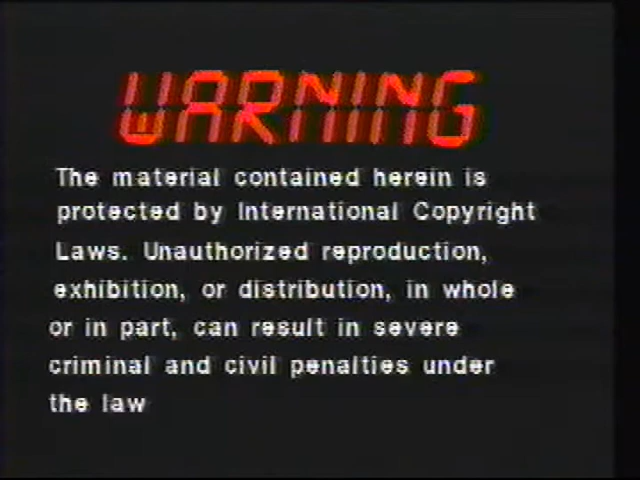 WARNING
The material contained herein is
protected by International Copyright
Laws. Unauthorized reproduction,
exhibition, or distribution, in whole
or in part, can result in severe
criminal and civil penalties under
the law